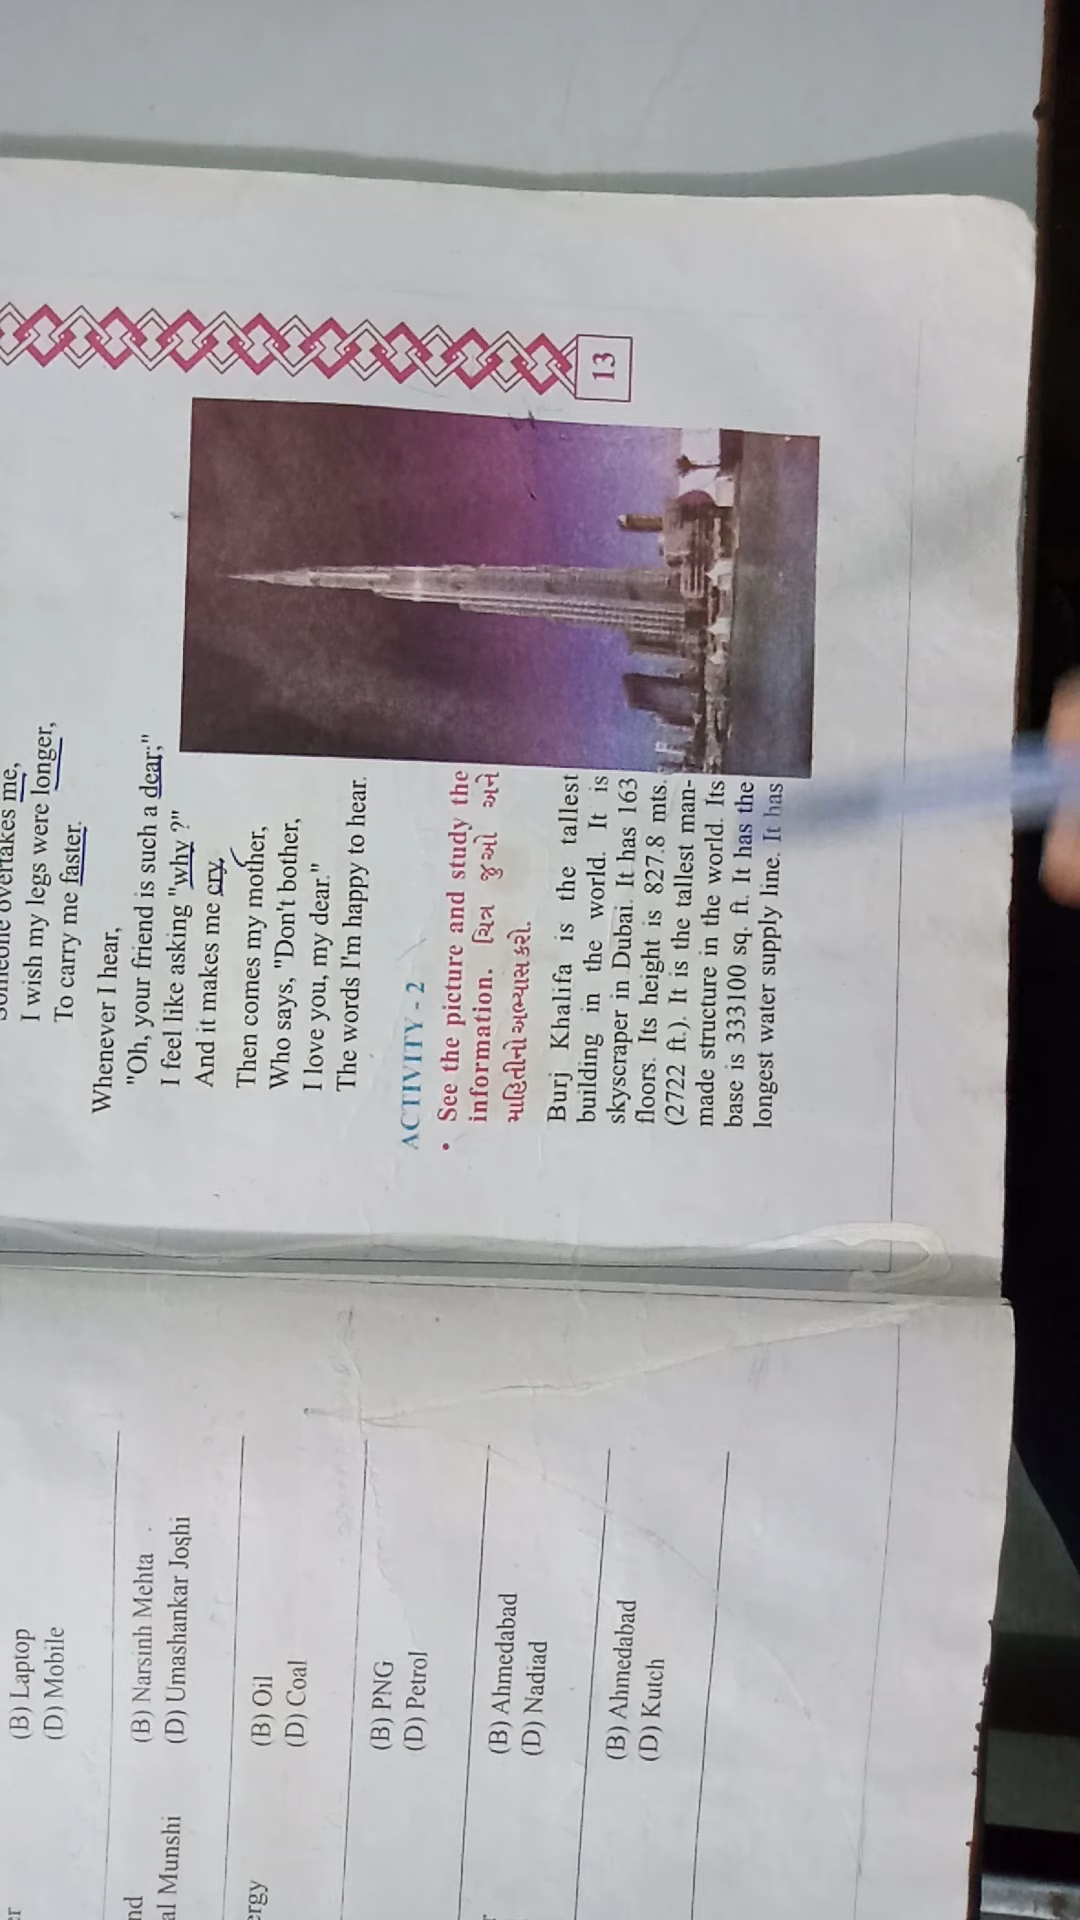 (B) Laptop
(D) Mobile
(B) Narsinh Mehta
al Munshi (D) Umashankar Joshi
(B) Oil
ergy (D) Coal
(B) PNG
(D) Petrol
(B) Ahmedabad
(D) Nadiad
(B) Ahmedabad
(D) Kutch
overtakes me,
I wish my legs were longer,
To carry me faster.
Whenever I hear,
"Oh, your friend is such a dear;"
I feel like asking "why ?"
And it makes me cry.
Then comes my mother,
Who says, "Don't bother,
I love you, my dear."
The words I'm happy to hear.
ACTIVITY - 2
• See the picture and study the
information. ચિત્ર જુઓ અને
માહિતીનો અભ્યાસ કરો.
Burj Khalifa is the tallest
building in the world. It is
skyscraper in Dubai. It has 163
floors. Its height is 827.8 mts.
(2722 ft.). It is the tallest man-
made structure in the world. Its
base is 333100 sq. ft. It has the
longest water supply line. It has
13